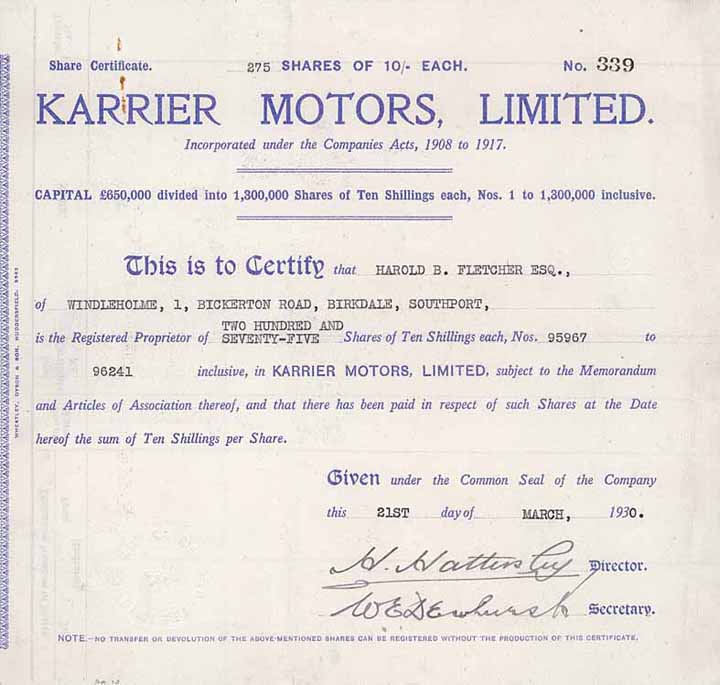 Share Certificate. 275 SHARES OF 10/- EACH. No. 339
KARRIER MOTORS, LIMITED.
Incorporated under the Companies Acts, 1908 to 1917.
CAPITAL £650,000 divided into 1,300,000 Shares of Ten Shillings each, Nos. 1 to 1,300,000 inclusive.
This is to Certify that HAROLD B. FLETCHER ESQ.,
of WINDLEHOLME, 1, BICKERTON ROAD, BIRKDALE, SOUTHPORT,
is the Registered Proprietor of TWO HUNDRED AND SEVENTY-FIVE Shares of Ten Shillings each, Nos. 95967 to
96241 inclusive, in KARRIER MOTORS, LIMITED, subject to the Memorandum
and Articles of Association thereof, and that there has been paid in respect of such Shares at the Date
hereof the sum of Ten Shillings per Share.
Given under the Common Seal of the Company
this 21ST day of MARCH, 1930.
H. Hattersley Director.
W E Dewhurst Secretary.
NOTE.—NO TRANSFER OR DEVOLUTION OF THE ABOVE-MENTIONED SHARES CAN BE REGISTERED WITHOUT THE PRODUCTION OF THIS CERTIFICATE.
WHEATLEY, DYSON & SON, HUDDERSFIELD.